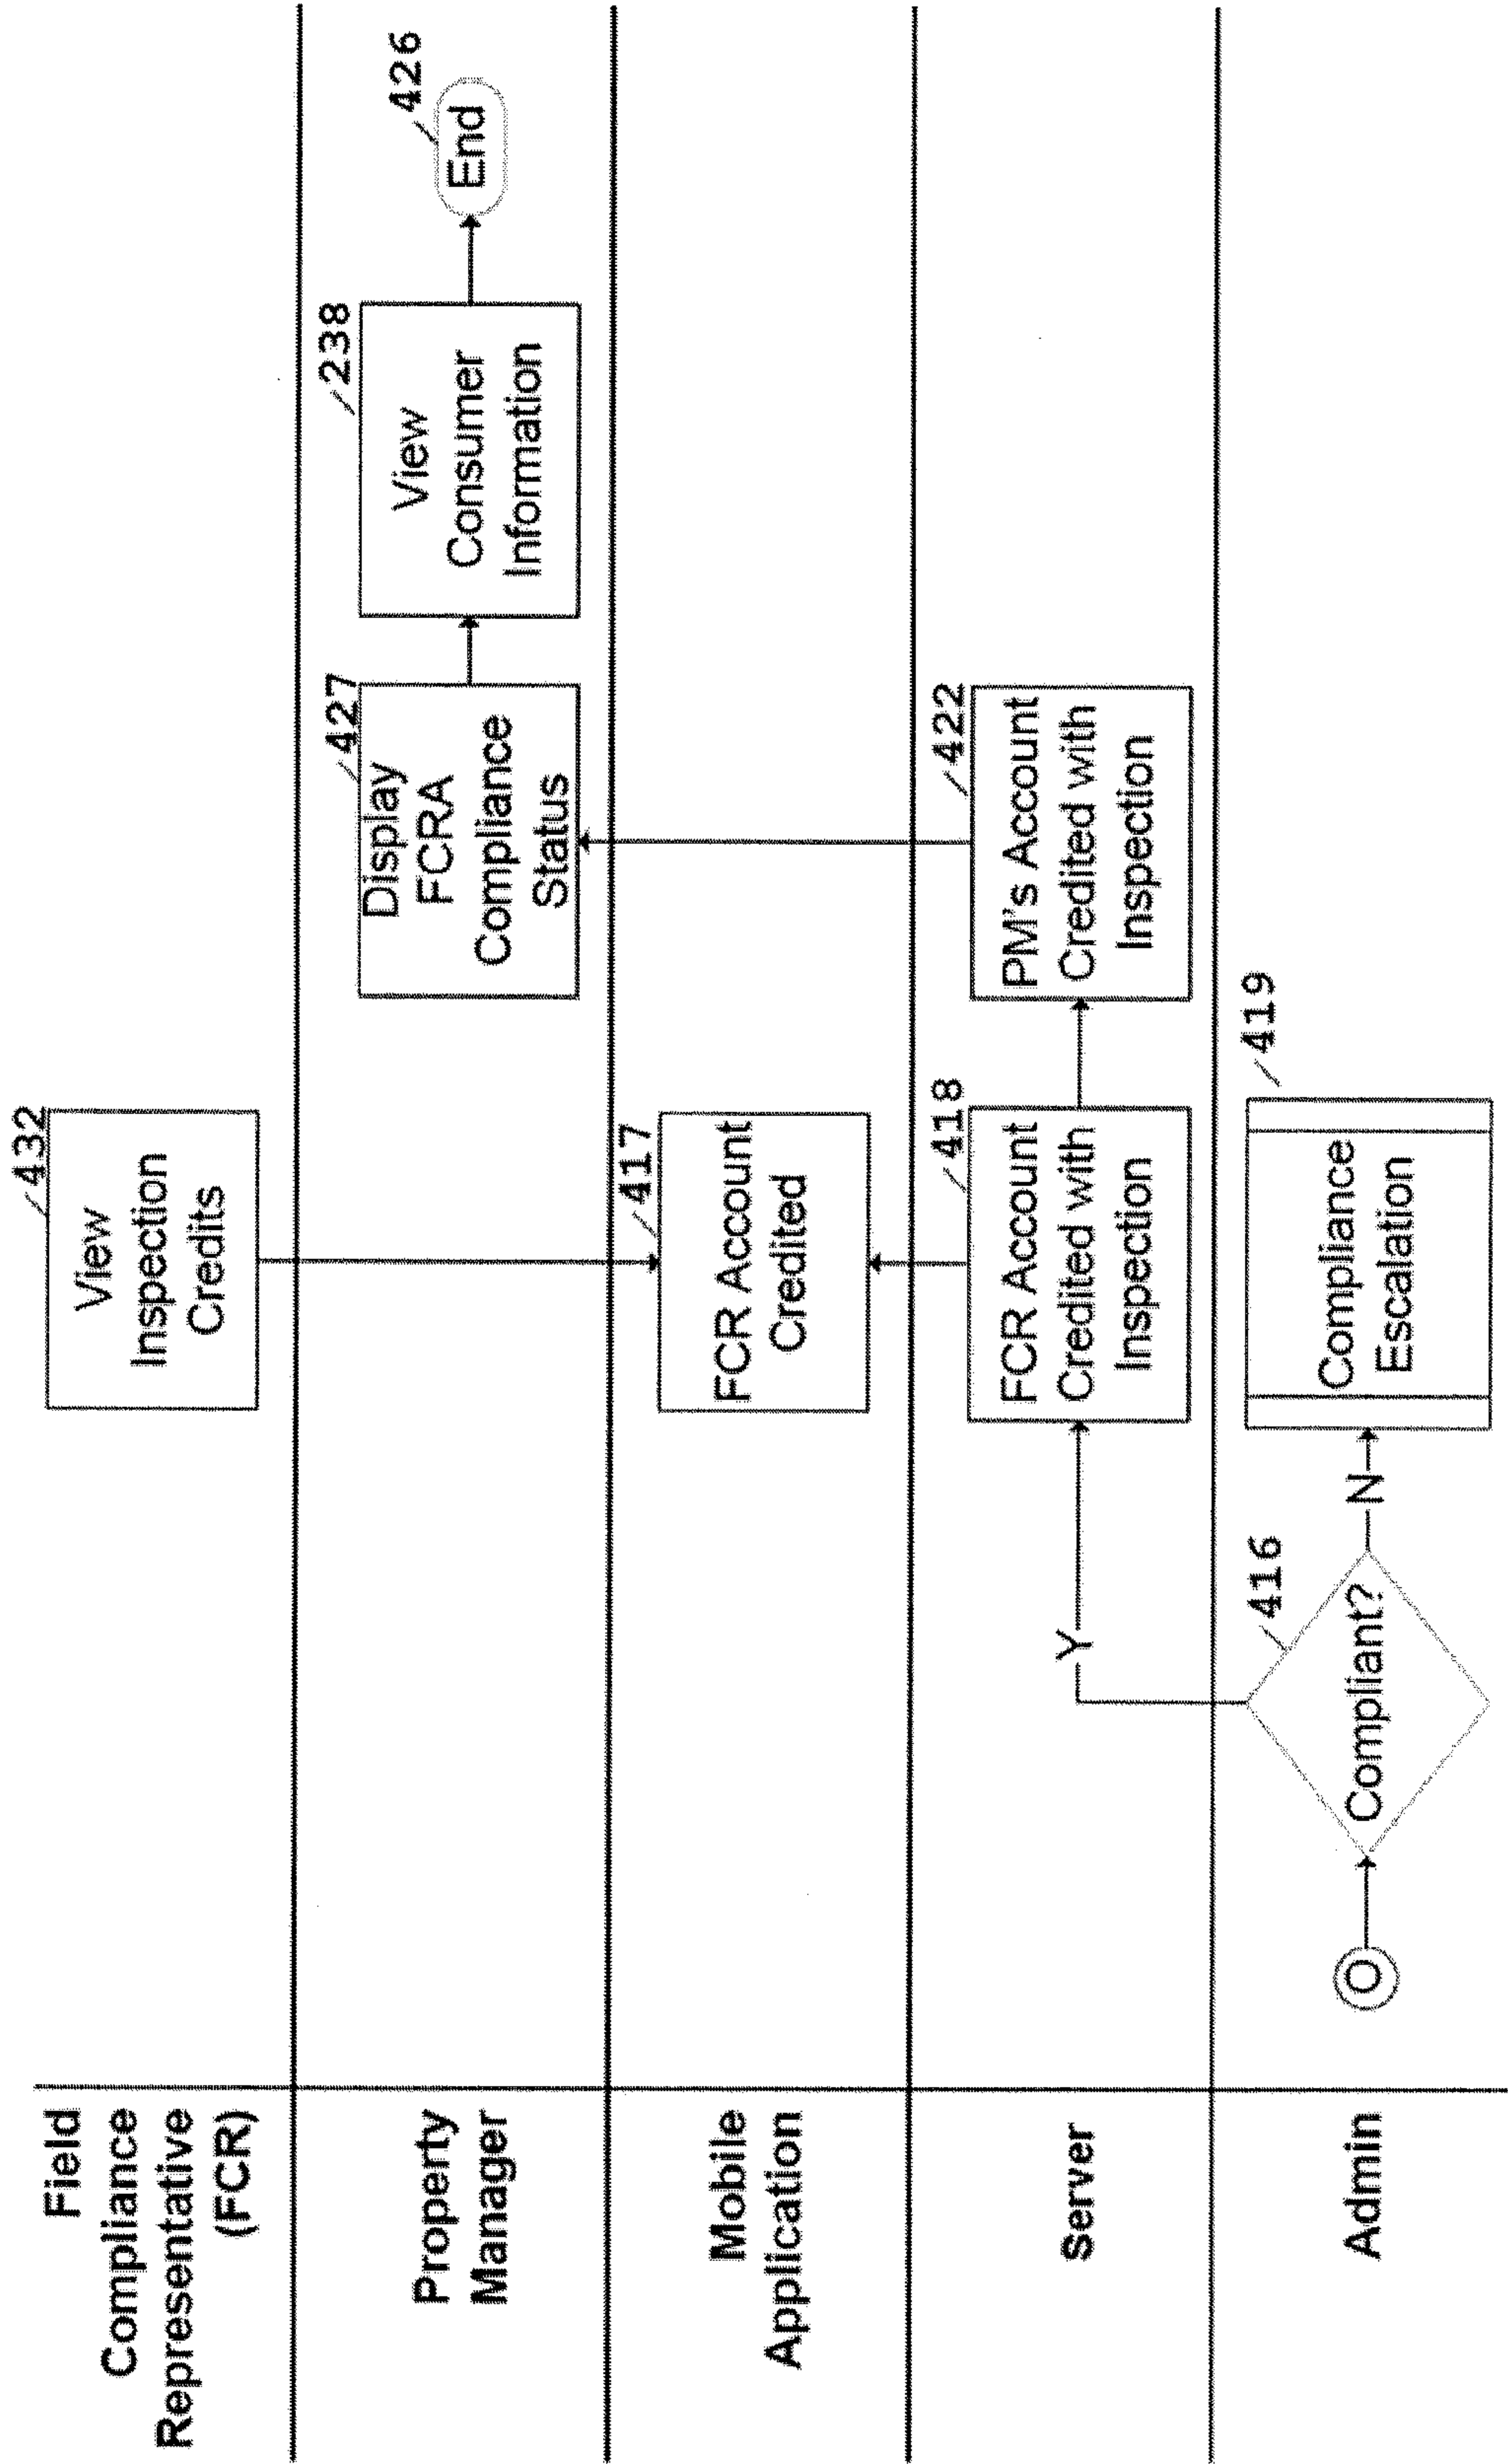 Field
Compliance
Representative
(FCR)
432
View
Inspection
Credits
Property
Manager
427
Display
FCRA
Compliance
Status
238
View
Consumer
Information
426
End
Mobile
Application
417
FCR Account
Credited
Server
Y
418
FCR Account
Credited with
Inspection
422
PM's Account
Credited with
Inspection
Admin
O
416
Compliant?
N
419
Compliance
Escalation